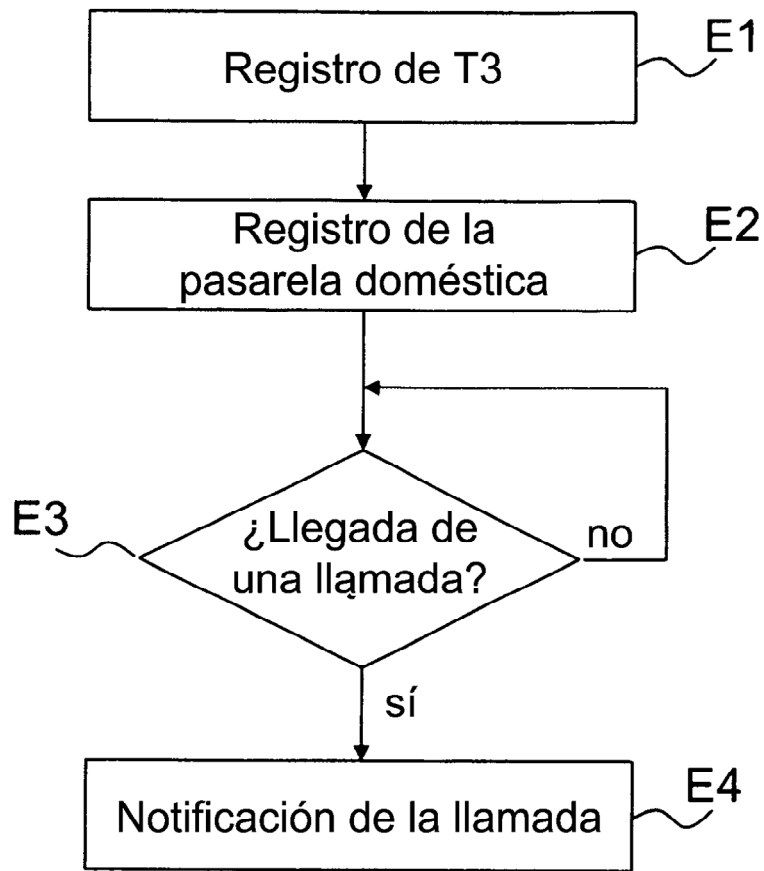 Registro de T3
E1
Registro de la
pasarela doméstica
E2
E3
¿Llegada de
una llamada?
no
sí
Notificación de la llamada
E4